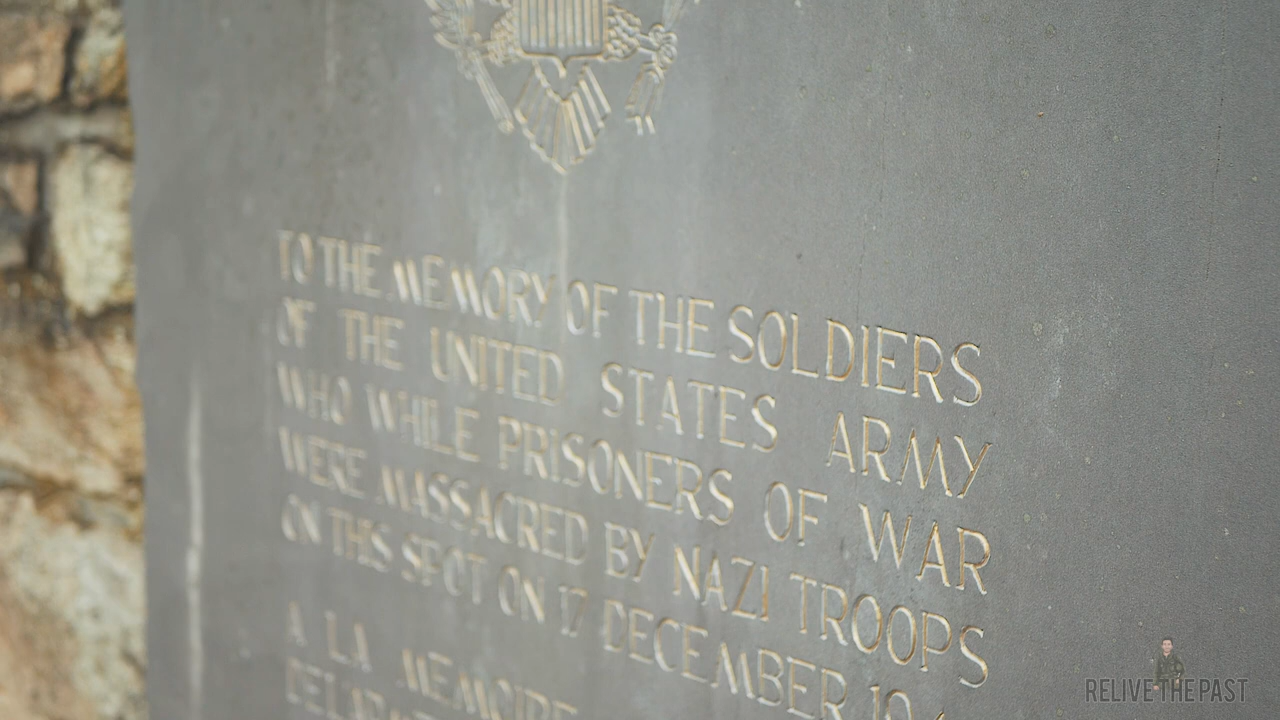 TO THE MEMORY OF THE SOLDIERS
OF THE UNITED STATES ARMY
WHO WHILE PRISONERS OF WAR
WERE MASSACRED BY NAZI TROOPS
ON THIS SPOT ON 17 DECEMBER
A LA MEMOIRE
RELIVE THE PAST